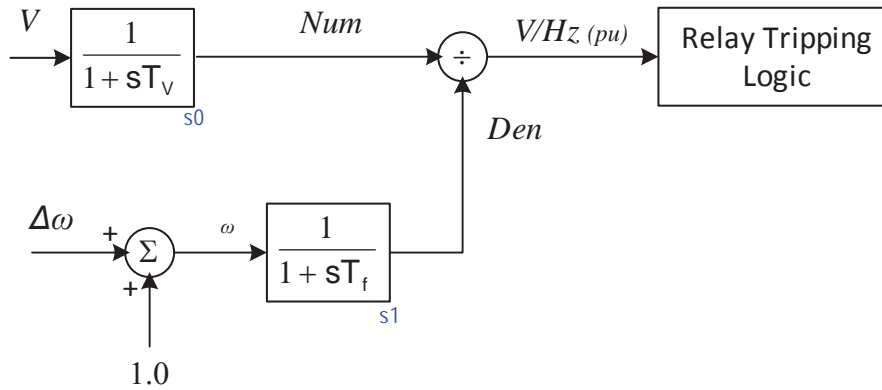 V
1
1 + sT_V
s0
Num
÷
V/Hz (pu)
Relay Tripping
Logic
Den
Δω
+
Σ
+
1.0
ω
1
1 + sT_f
s1